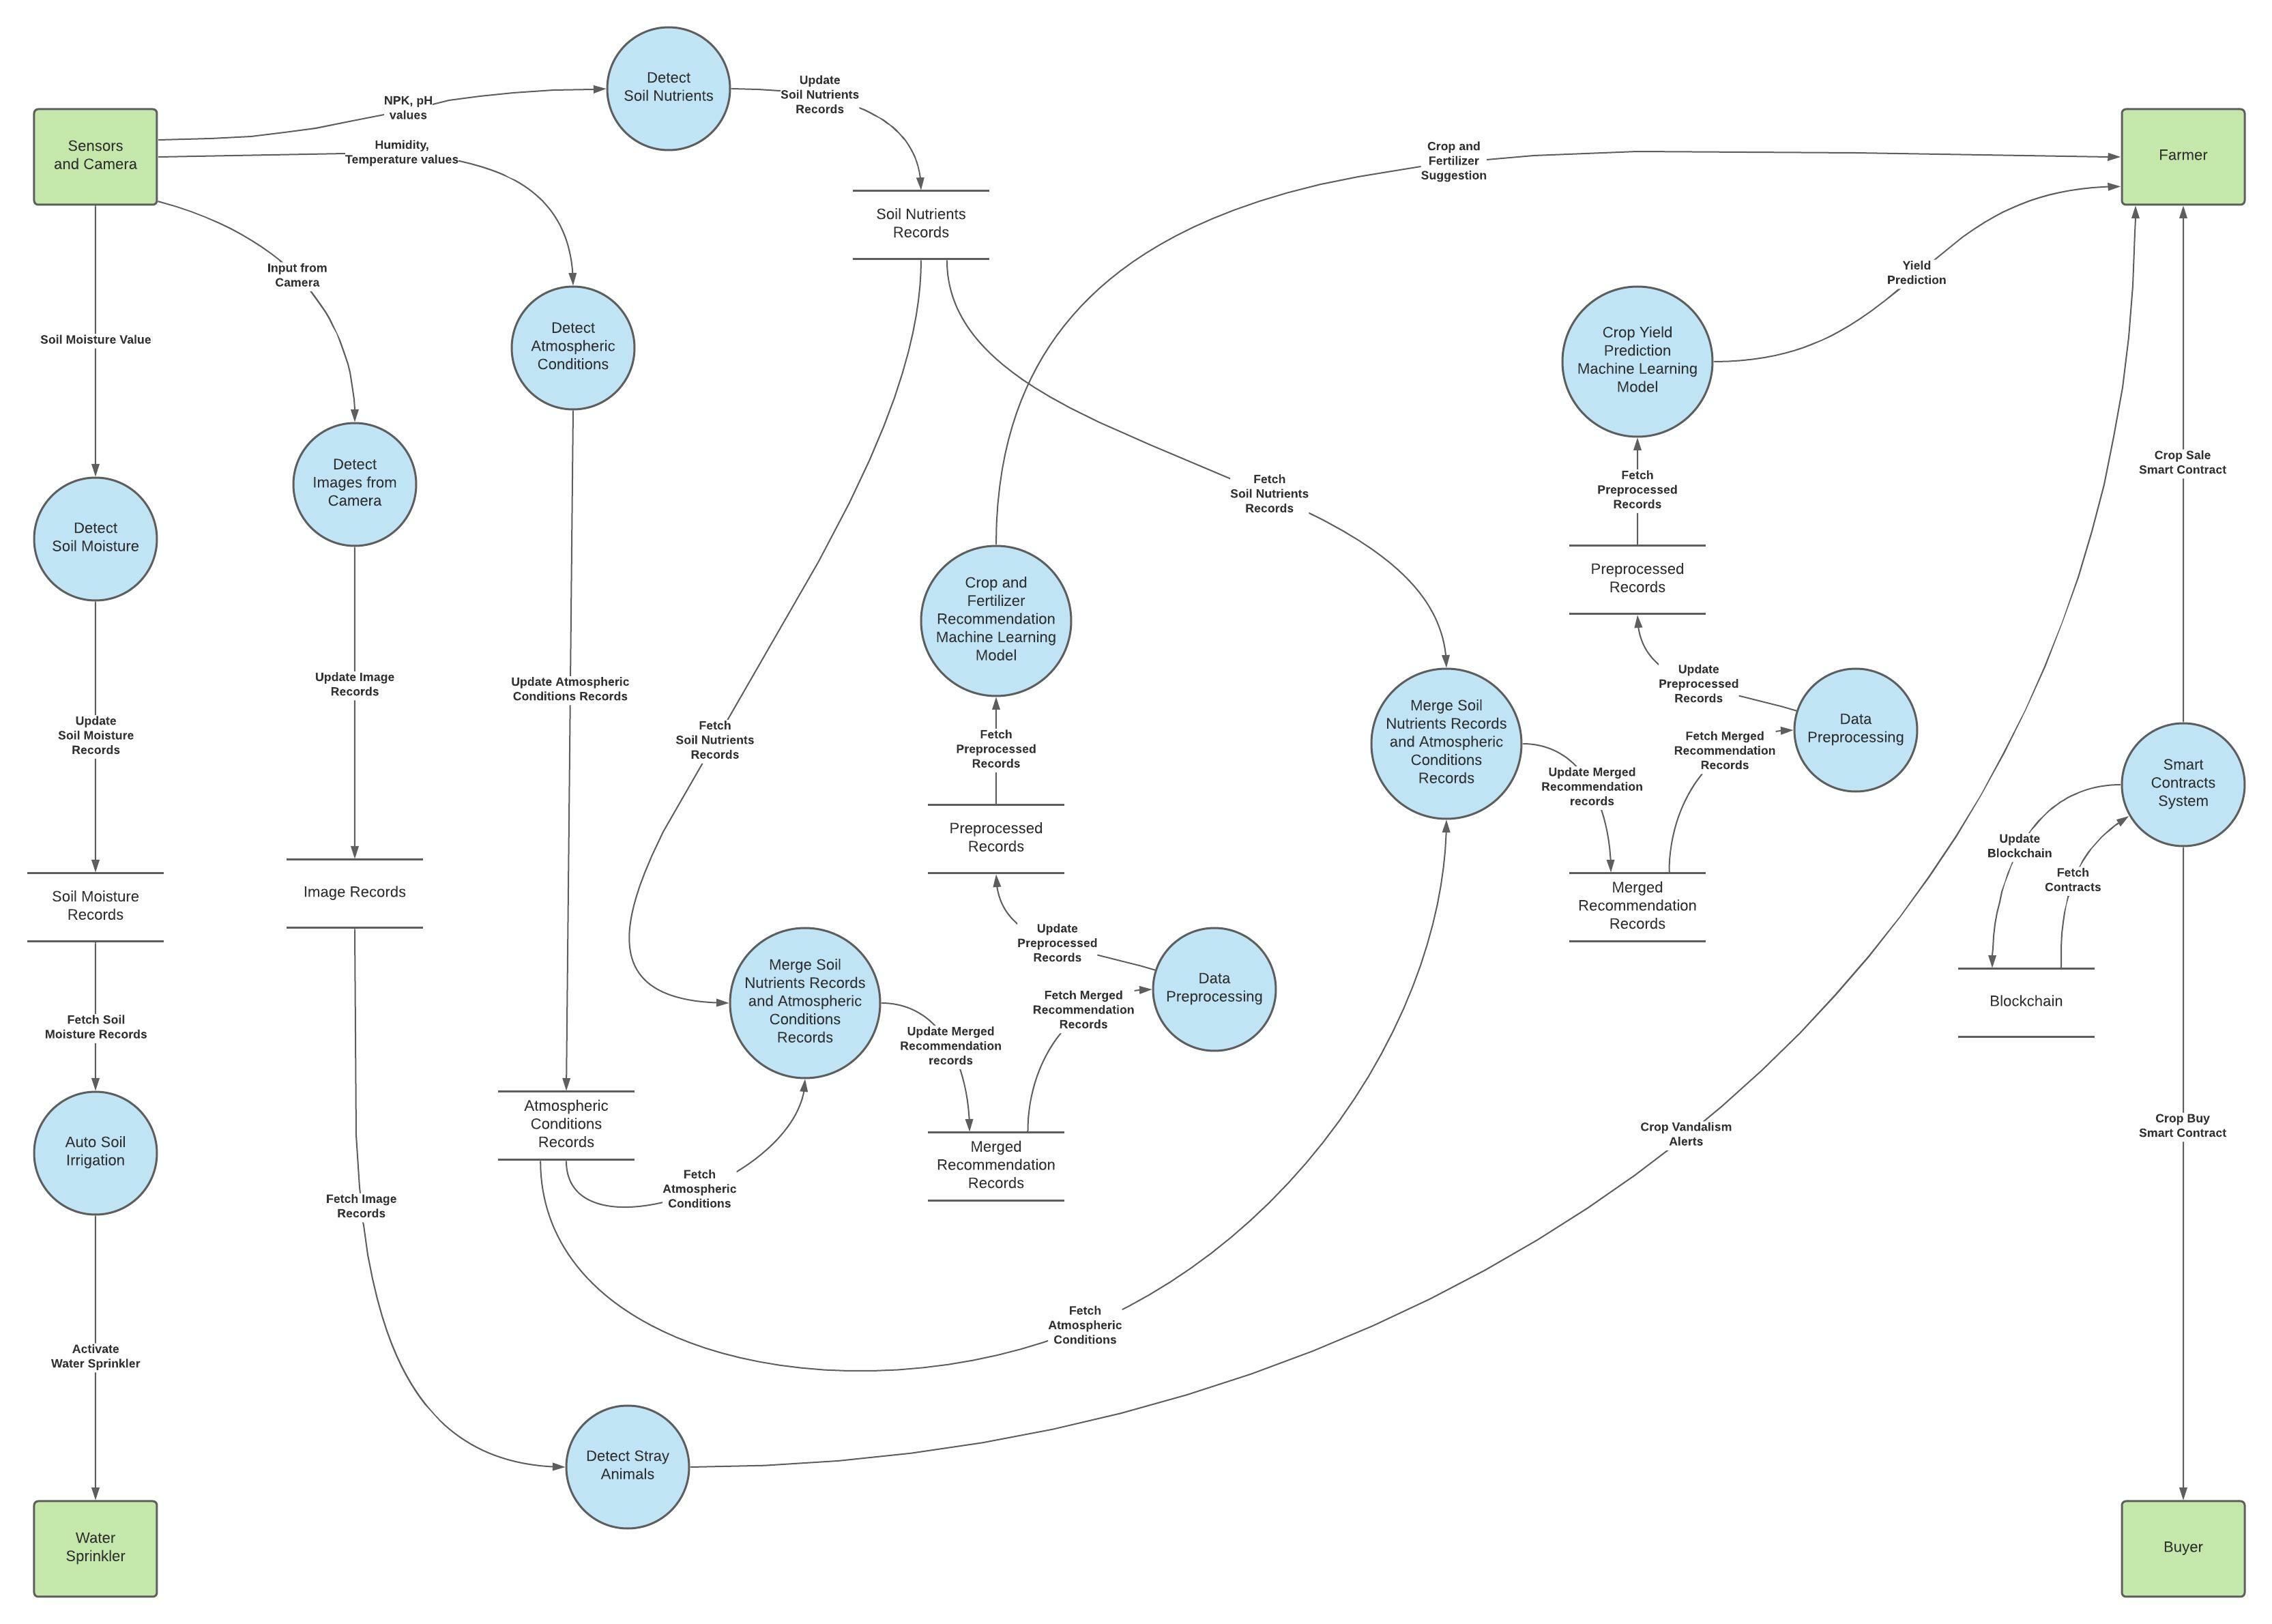 Detect
Soil Nutrients
Update
Soil Nutrients
Records
NPK, pH
values
Sensors
and Camera
Humidity,
Temperature values
Crop and
Fertilizer
Suggestion
Farmer
Soil Nutrients
Records
Input from
Camera
Yield
Prediction
Soil Moisture Value
Detect
Atmospheric
Conditions
Crop Yield
Prediction
Machine Learning
Model
Detect
Images from
Camera
Fetch
Soil Nutrients
Records
Fetch
Preprocessed
Records
Crop Sale
Smart Contract
Detect
Soil Moisture
Preprocessed
Records
Crop and
Fertilizer
Recommendation
Machine Learning
Model
Update Image
Records
Update Atmospheric
Conditions Records
Update
Preprocessed
Records
Update
Soil Moisture
Records
Fetch
Soil Nutrients
Records
Fetch
Preprocessed
Records
Merge Soil
Nutrients Records
and Atmospheric
Conditions
Records
Fetch Merged
Recommendation
Records
Data
Preprocessing
Update Merged
Recommendation
records
Smart
Contracts
System
Preprocessed
Records
Update
Blockchain
Fetch
Contracts
Soil Moisture
Records
Image Records
Merged
Recommendation
Records
Update
Preprocessed
Records
Merge Soil
Nutrients Records
and Atmospheric
Conditions
Records
Data
Preprocessing
Fetch Merged
Recommendation
Records
Blockchain
Fetch Soil
Moisture Records
Update Merged
Recommendation
records
Atmospheric
Conditions
Records
Auto Soil
Irrigation
Merged
Recommendation
Records
Crop Vandalism
Alerts
Crop Buy
Smart Contract
Fetch
Atmospheric
Conditions
Fetch Image
Records
Fetch
Atmospheric
Conditions
Activate
Water Sprinkler
Detect Stray
Animals
Water
Sprinkler
Buyer